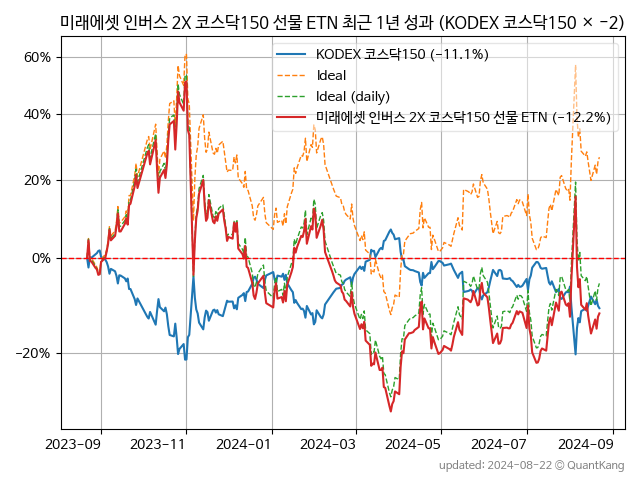 미래에셋 인버스 2X 코스닥150 선물 ETN 최근 1년 성과 (KODEX 코스닥150 × −2)
KODEX 코스닥150 (−11.1%)
Ideal
Ideal (daily)
미래에셋 인버스 2X 코스닥150 선물 ETN (−12.2%)
60%
40%
20%
0%
−20%
2023-09
2023-11
2024-01
2024-03
2024-05
2024-07
2024-09
updated: 2024-08-22 © QuantKang